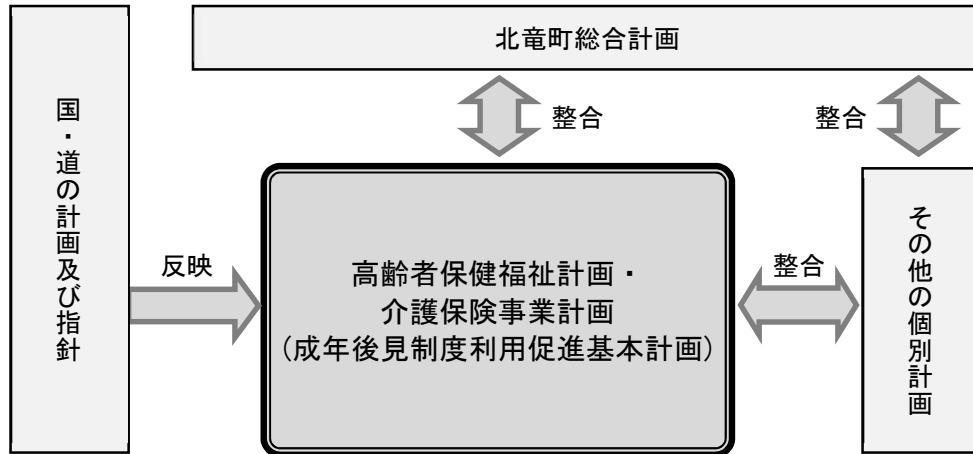 北竜町総合計画
整合
整合
国・道の計画及び指針
反映
高齢者保健福祉計画・
介護保険事業計画
(成年後見制度利用促進基本計画)
整合
その他の個別計画